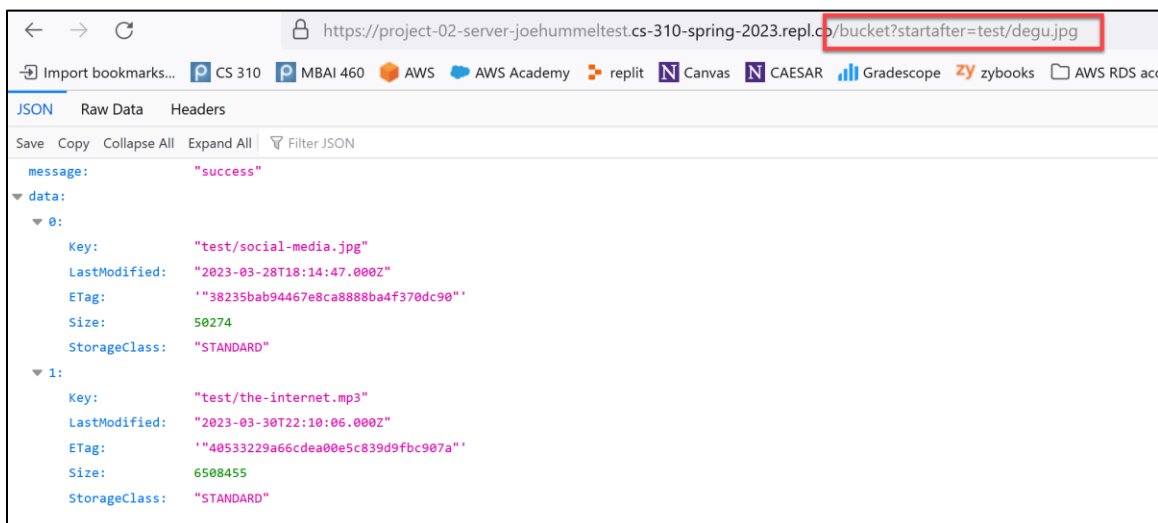 https://project-02-server-joehummeltest.cs-310-spring-2023.repl.co/bucket?startafter=test/degu.jpg
Import bookmarks... CS 310 MBAI 460 AWS AWS Academy replit Canvas CAESAR Gradescope zybooks AWS RDS acc
JSON Raw Data Headers
Save Copy Collapse All Expand All Filter JSON
message: "success"
data:
0:
Key: "test/social-media.jpg"
LastModified: "2023-03-28T18:14:47.000Z"
ETag: '"38235bab94467e8ca8888ba4f370dc90"'
Size: 50274
StorageClass: "STANDARD"
1:
Key: "test/the-internet.mp3"
LastModified: "2023-03-30T22:10:06.000Z"
ETag: '"40533229a66cdea00e5c839d9fbc907a"'
Size: 6508455
StorageClass: "STANDARD"